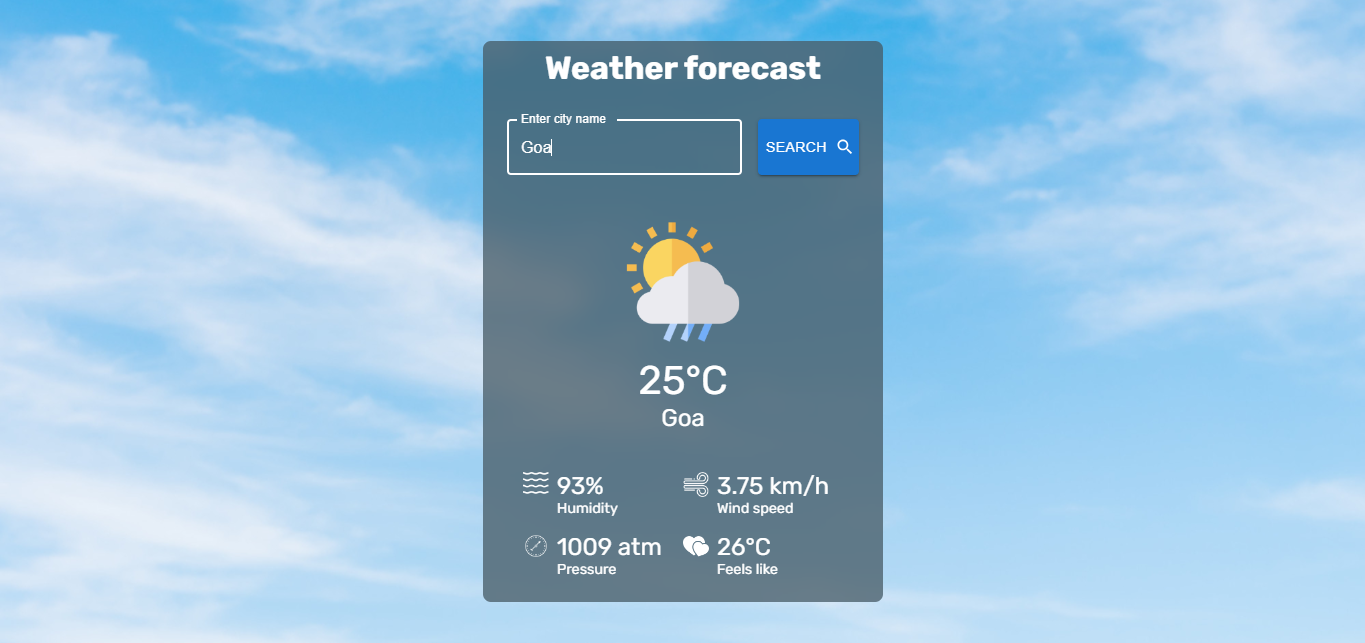 Weather forecast
Enter city name
Goa
SEARCH
25°C
Goa
93%
Humidity
3.75 km/h
Wind speed
1009 atm
Pressure
26°C
Feels like